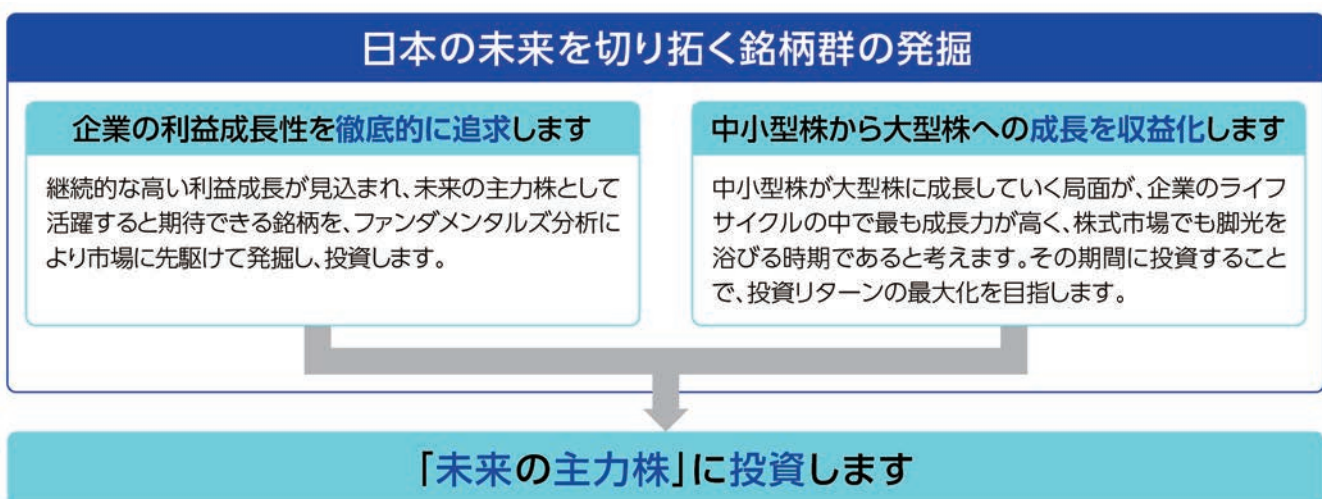 日本の未来を切り拓く銘柄群の発掘
企業の利益成長性を徹底的に追求します
継続的な高い利益成長が見込まれ、未来の主力株として
活躍すると期待できる銘柄を、ファンダメンタルズ分析に
より市場に先駆けて発掘し、投資します。
中小型株から大型株への成長を収益化します
中小型株が大型株に成長していく局面が、企業のライフ
サイクルの中で最も成長力が高く、株式市場でも脚光を
浴びる時期であると考えます。その期間に投資すること
で、投資リターンの最大化を目指します。
「未来の主力株」に投資します